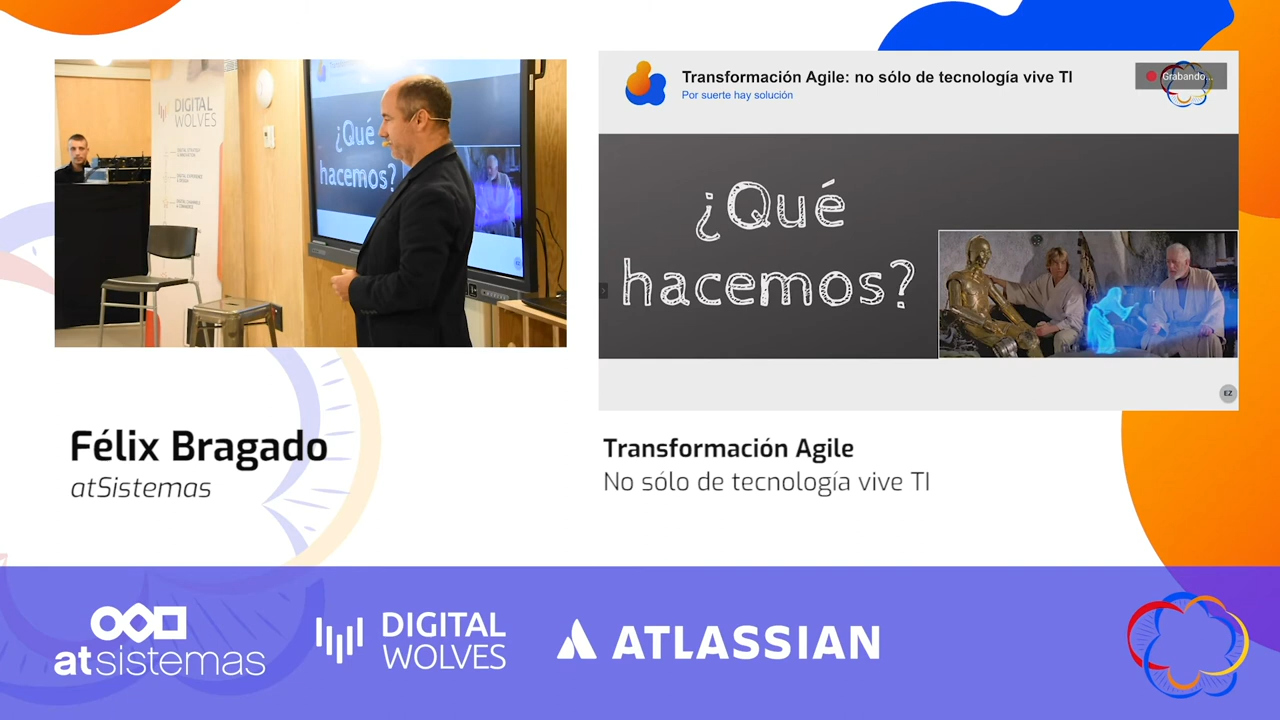 DIGITAL
WOLVES
¿Qué
hacemos?
Transformación Agile: no sólo de tecnología vive TI
Por suerte hay solución
Grabando...
¿Qué
hacemos?
EZ
Félix Bragado
atSistemas
Transformación Agile
No sólo de tecnología vive TI
atsistemas
DIGITAL
WOLVES
ATLASSIAN